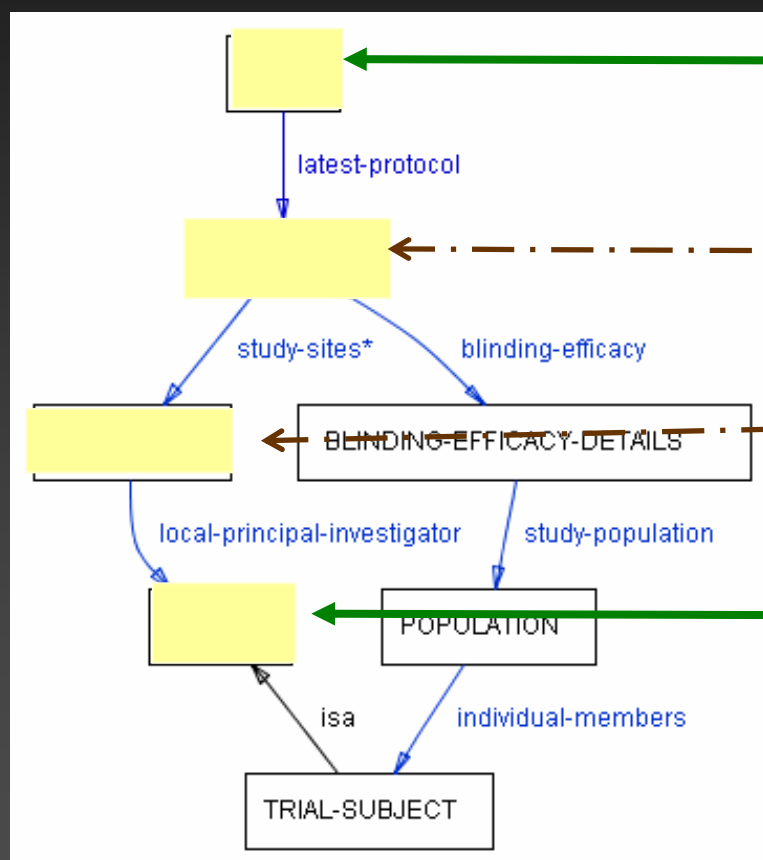 latest-protocol
study-sites*
blinding-efficacy
BLINDING-EFFICACY-DETAILS
local-principal-investigator
study-population
POPULATION
isa
individual-members
TRIAL-SUBJECT